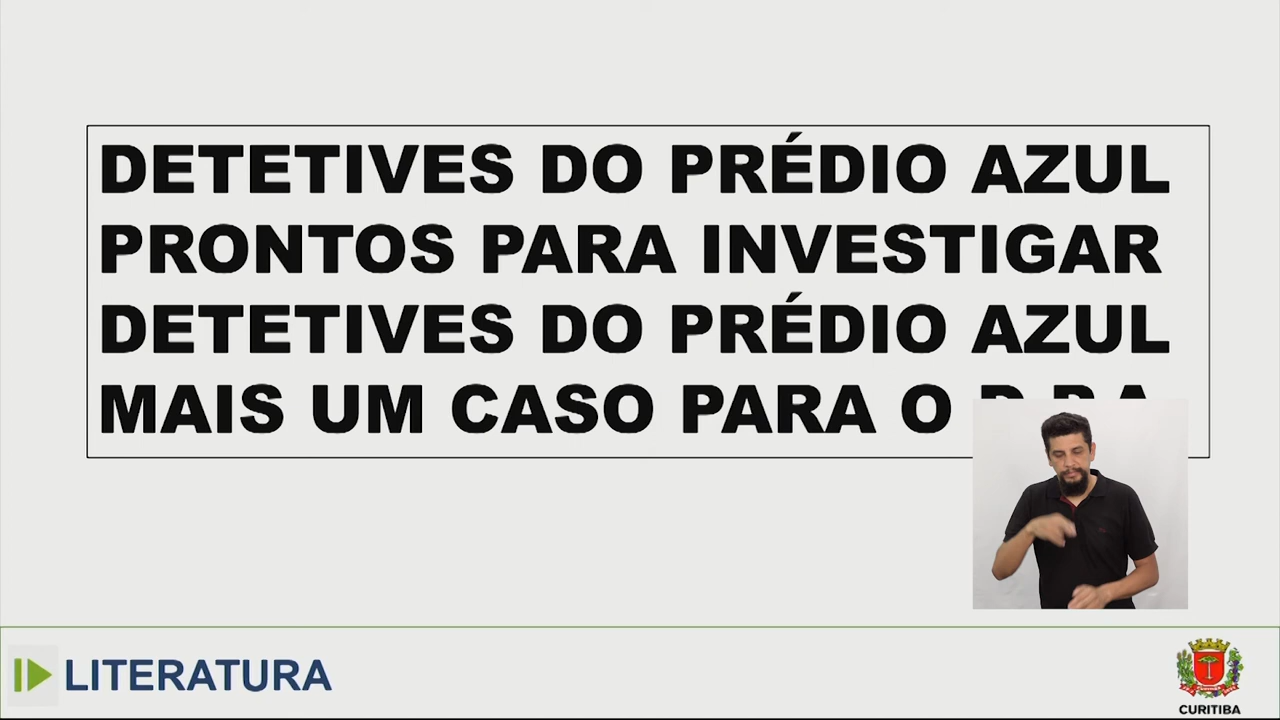 DETETIVES DO PRÉDIO AZUL
PRONTOS PARA INVESTIGAR
DETETIVES DO PRÉDIO AZUL
MAIS UM CASO PARA O
LITERATURA
CURITIBA